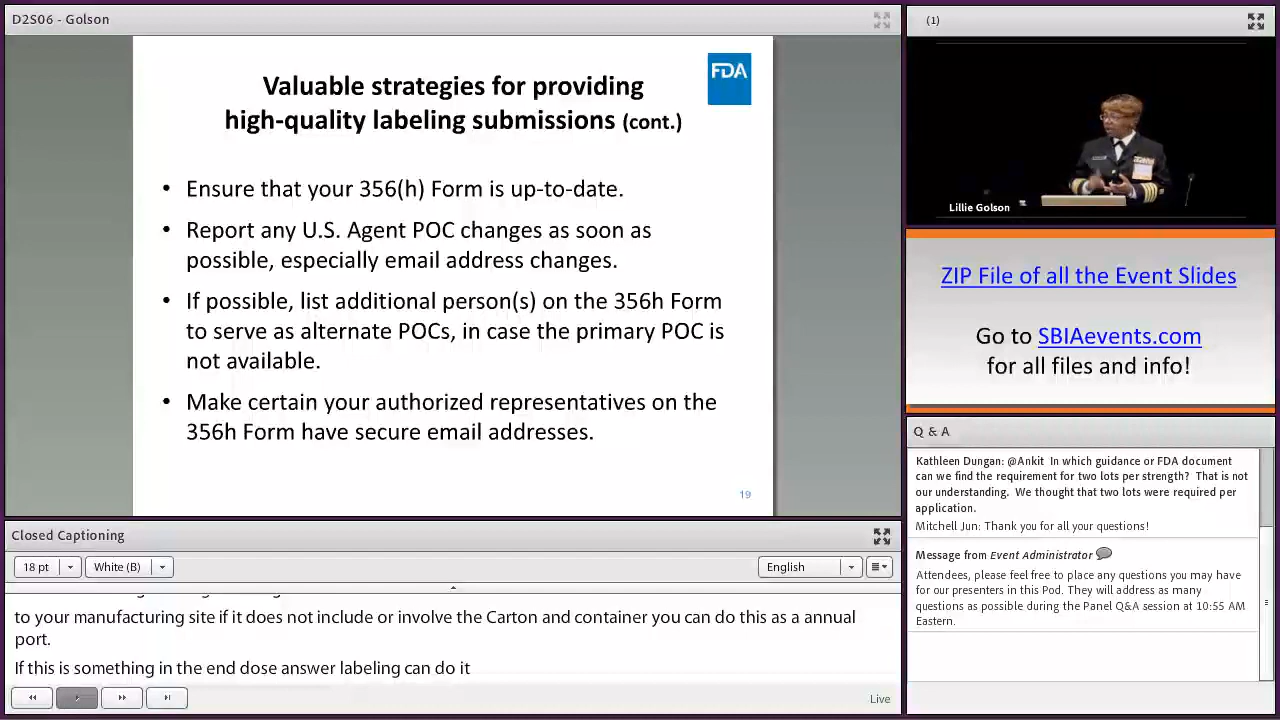 D2S06 - Golson
FDA
Valuable strategies for providing
high-quality labeling submissions (cont.)
• Ensure that your 356(h) Form is up-to-date.
• Report any U.S. Agent POC changes as soon as
possible, especially email address changes.
• If possible, list additional person(s) on the 356h Form
to serve as alternate POCs, in case the primary POC is
not available.
• Make certain your authorized representatives on the
356h Form have secure email addresses.
19
Closed Captioning
18 pt
White (B)
English
to your manufacturing site if it does not include or involve the Carton and container you can do this as a annual
port.
If this is something in the end dose answer labeling can do it
Live
(1)
Lillie Golson
ZIP File of all the Event Slides
Go to SBIAevents.com
for all files and info!
Q & A
Kathleen Dungan: @Ankit In which guidance or FDA document
can we find the requirement for two lots per strength? That is not
our understanding. We thought that two lots were required per
application.
Mitchell Jun: Thank you for all your questions!
Message from Event Administrator
Attendees, please feel free to place any questions you may have
for our presenters in this Pod. They will address as many
questions as possible during the Panel Q&A session at 10:55 AM
Eastern.